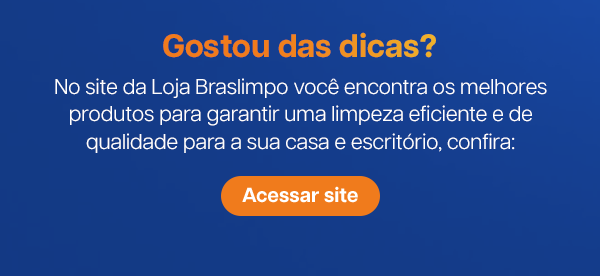 Gostou das dicas?
No site da Loja Braslimpo você encontra os melhores
produtos para garantir uma limpeza eficiente e de
qualidade para a sua casa e escritório, confira:
Acessar site